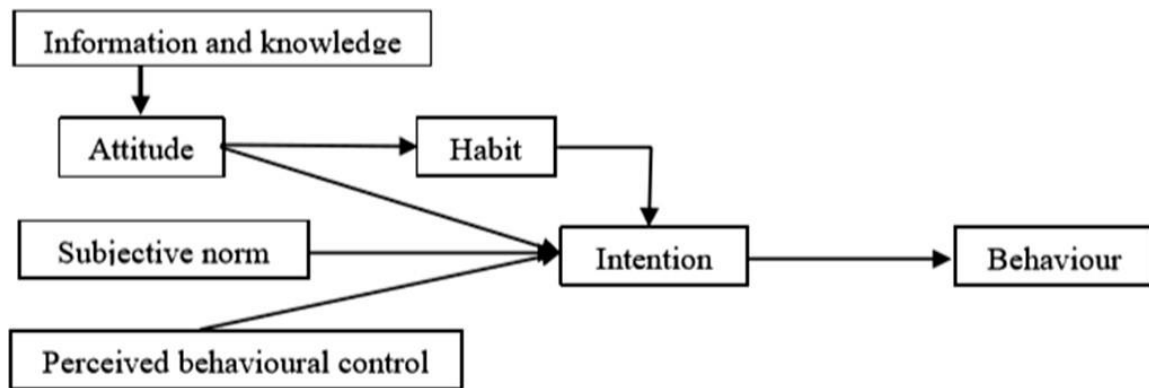 Information and knowledge
Attitude
Habit
Subjective norm
Intention
Behaviour
Perceived behavioural control